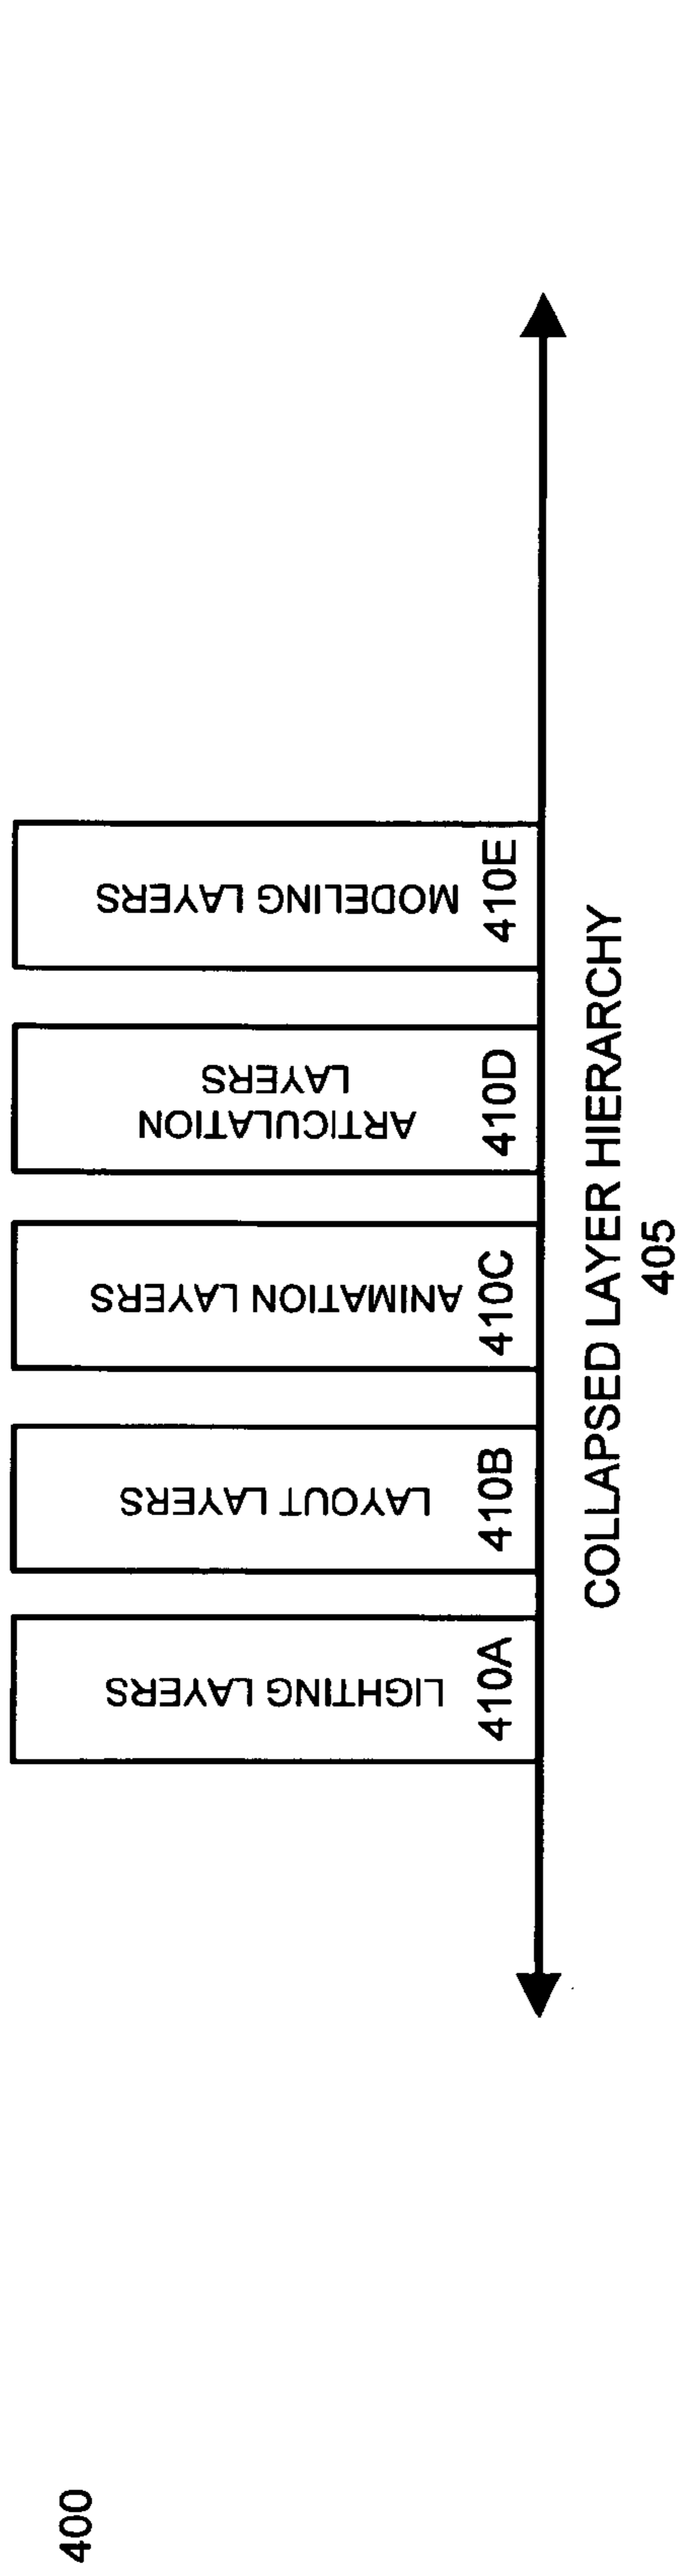 400
LIGHTING LAYERS
410A
LAYOUT LAYERS
410B
ANIMATION LAYERS
410C
ARTICULATION
LAYERS
410D
MODELING LAYERS
410E
COLLAPSED LAYER HIERARCHY
405